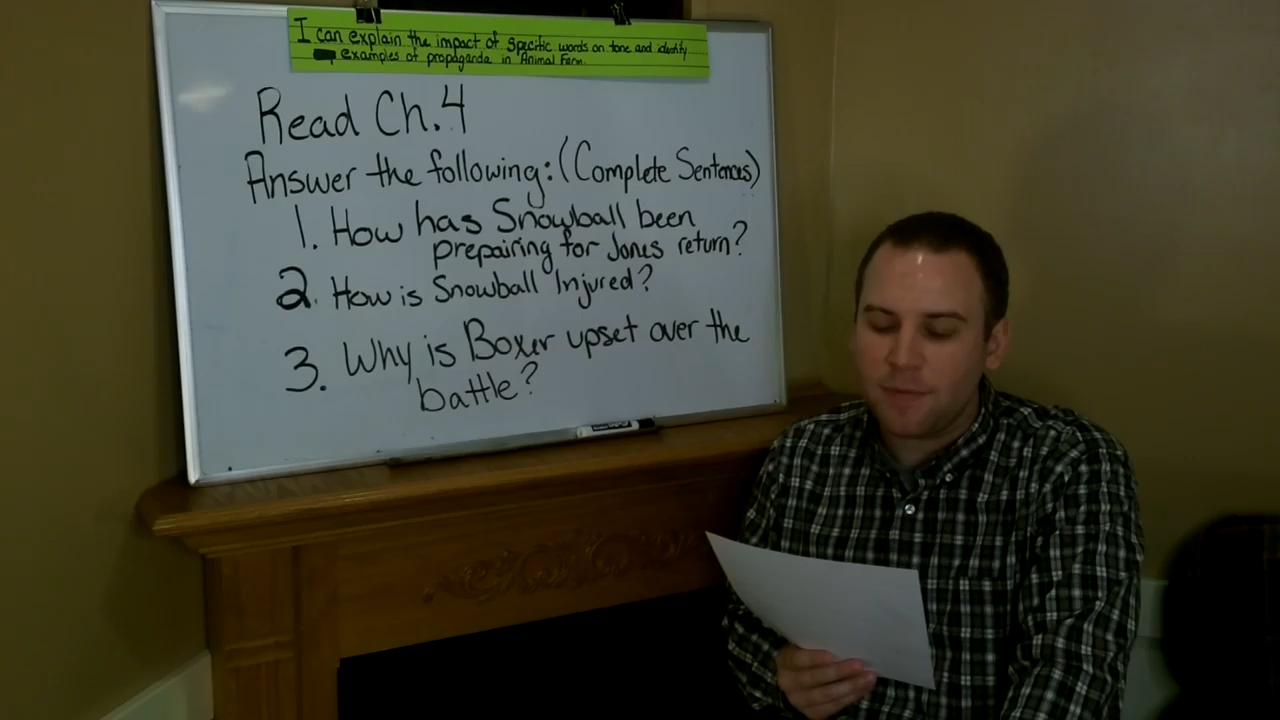 I can explain the impact of specific words on tone and identify
examples of propaganda in Animal Farm.
Read Ch.4
Answer the following: (Complete Sentences)
1. How has Snowball been
prepairing for Jones return?
2. How is Snowball Injured?
3. Why is Boxer upset over the
battle?